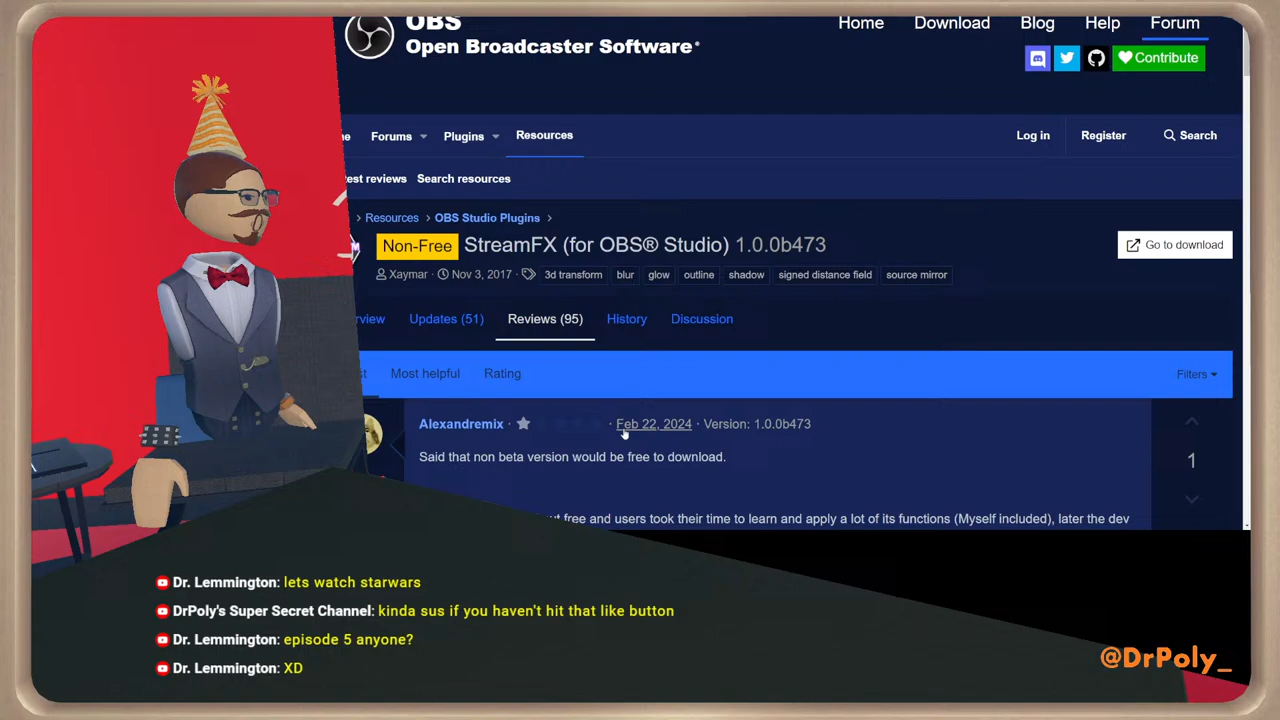 OBS
Open Broadcaster Software
Home Download Blog Help Forum
Contribute
Forums Plugins Resources Log in Register Search
test reviews Search resources
Resources OBS Studio Plugins
Non-Free StreamFX (for OBS® Studio) 1.0.0b473 Go to download
Xaymar Nov 3, 2017 3d transform blur glow outline shadow signed distance field source mirror
rview Updates (51) Reviews (95) History Discussion
Most helpful Rating Filters
Alexandremix · Feb 22, 2024 · Version: 1.0.0b473
Said that non beta version would be free to download.
1
ut free and users took their time to learn and apply a lot of its functions (Myself included), later the dev
Dr. Lemmington: lets watch starwars
DrPoly's Super Secret Channel: kinda sus if you haven't hit that like button
Dr. Lemmington: episode 5 anyone?
Dr. Lemmington: XD
@DrPoly_